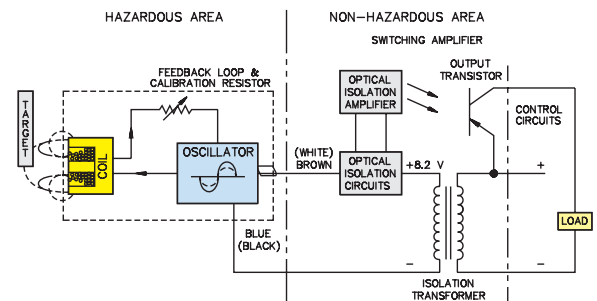 HAZARDOUS AREA
NON-HAZARDOUS AREA
SWITCHING AMPLIFIER
FEEDBACK LOOP &
CALIBRATION RESISTOR
OPTICAL
ISOLATION
AMPLIFIER
OUTPUT
TRANSISTOR
TARGET
COIL
OSCILLATOR
(WHITE)
BROWN
OPTICAL
ISOLATION
CIRCUITS
+8.2 V
CONTROL
CIRCUITS
+
LOAD
BLUE
(BLACK)
–
–
ISOLATION
TRANSFORMER